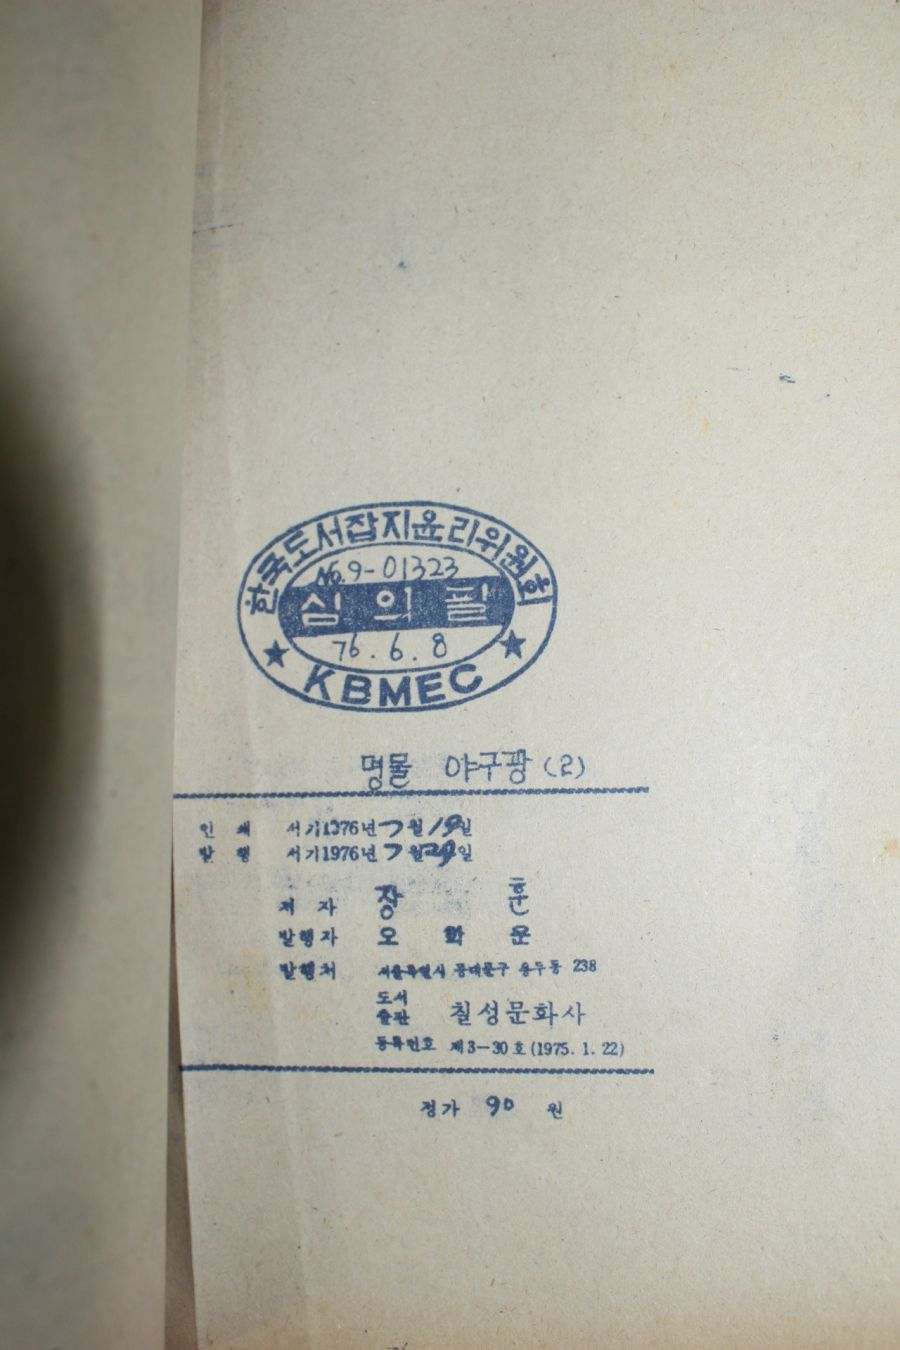 한국도서잡지윤리위원회
No.9-01323
심의필
76.6.8
★ KBMEC ★
명물 야구광 (2)
인 쇄 서기1976년 7월 19일
발 행 서기1976년 7월 24일
저 자 장 훈
발행자 오 화 문
발행처 서울특별시 동대문구 용두동 238
도서
출판 칠성문화사
등록번호 제3-30호 (1975. 1. 22)
정가 90 원